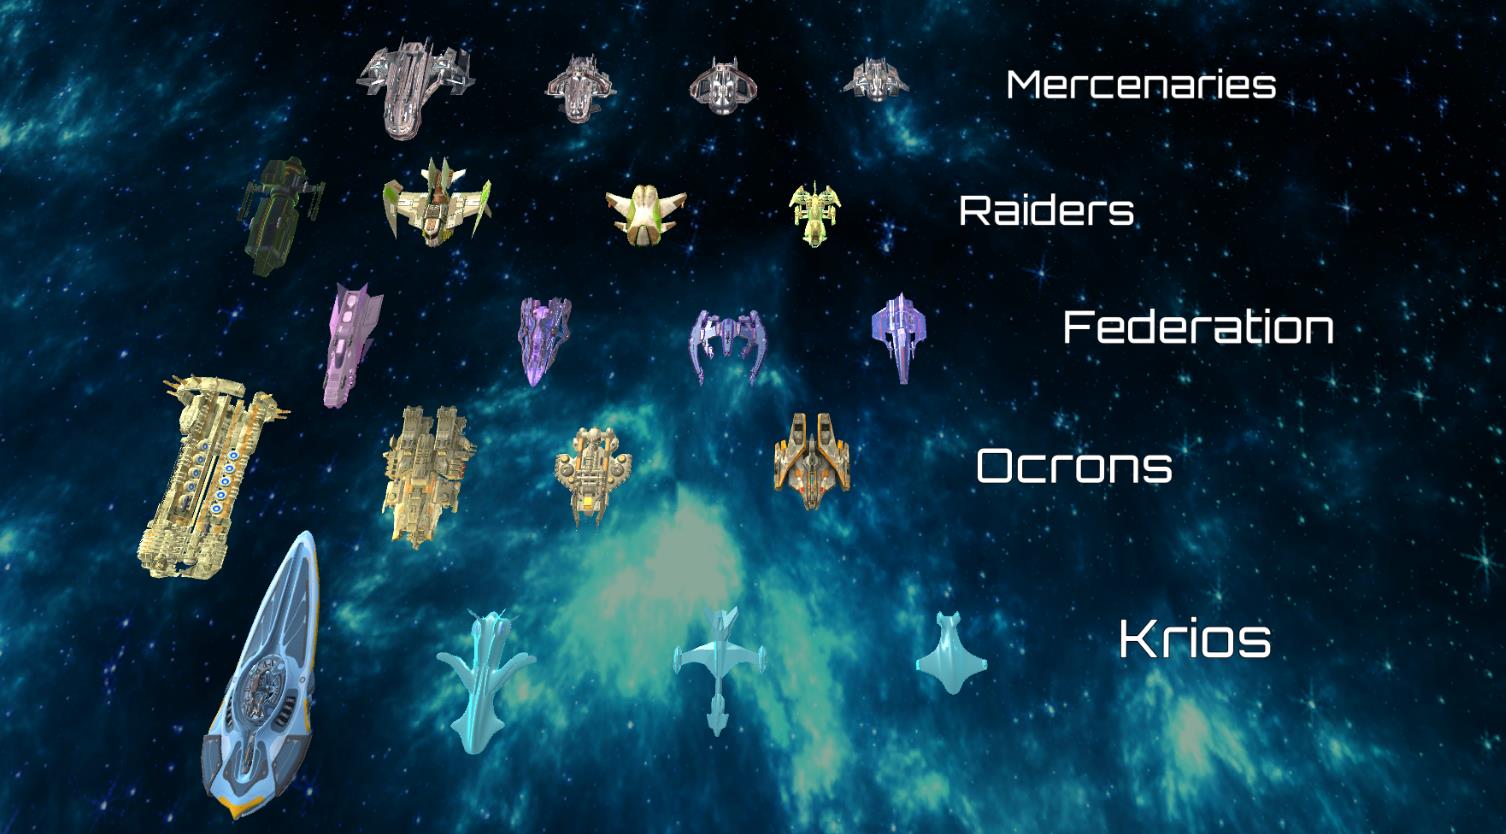 Mercenaries
Raiders
Federation
Ocrons
Krios